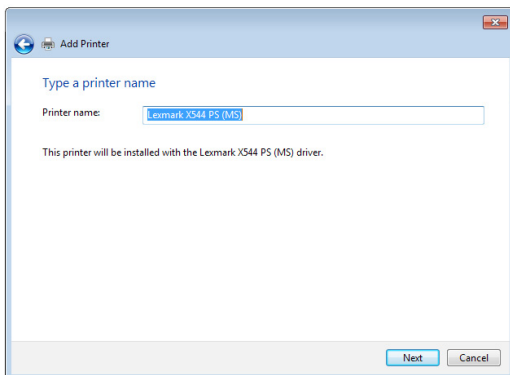 Add Printer
Type a printer name
Printer name: Lexmark X544 PS (MS)
This printer will be installed with the Lexmark X544 PS (MS) driver.
Next Cancel